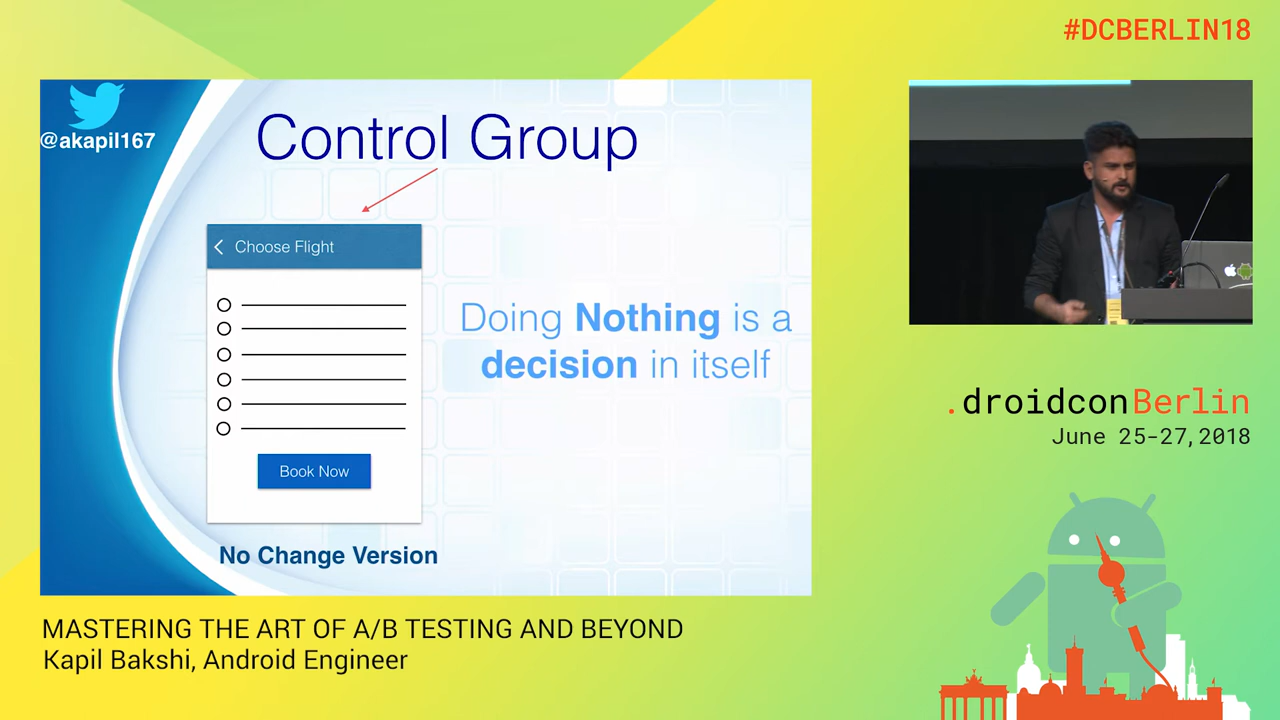 #DCBERLIN18
@akapil167
Control Group
Choose Flight
Doing Nothing is a
decision in itself
Book Now
No Change Version
.droidconBerlin
June 25-27, 2018
MASTERING THE ART OF A/B TESTING AND BEYOND
Kapil Bakshi, Android Engineer